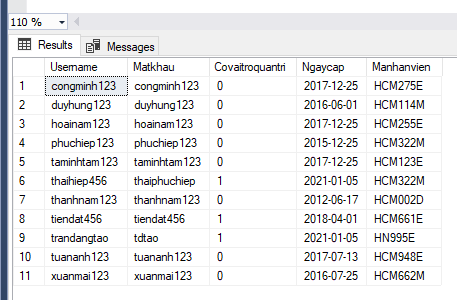 110 %
Results Messages
Username Matkhau Covaitroquantri Ngaycap Manhanvien
1 congminh123 congminh123 0 2017-12-25 HCM275E
2 duyhung123 duyhung123 0 2016-06-01 HCM114M
3 hoainam123 hoainam123 0 2017-12-25 HCM255E
4 phuchiep123 phuchiep123 0 2015-12-25 HCM322M
5 taminhtam123 taminhtam123 0 2017-12-25 HCM123E
6 thaihiep456 thaiphuchiep 1 2021-01-05 HCM322M
7 thanhnam123 thanhnam123 0 2012-06-17 HCM002D
8 tiendat456 tiendat456 1 2018-04-01 HCM661E
9 trandangtao tdtao 1 2021-01-05 HN995E
10 tuananh123 tuananh123 0 2017-07-13 HCM948E
11 xuanmai123 xuanmai123 0 2016-07-25 HCM662M